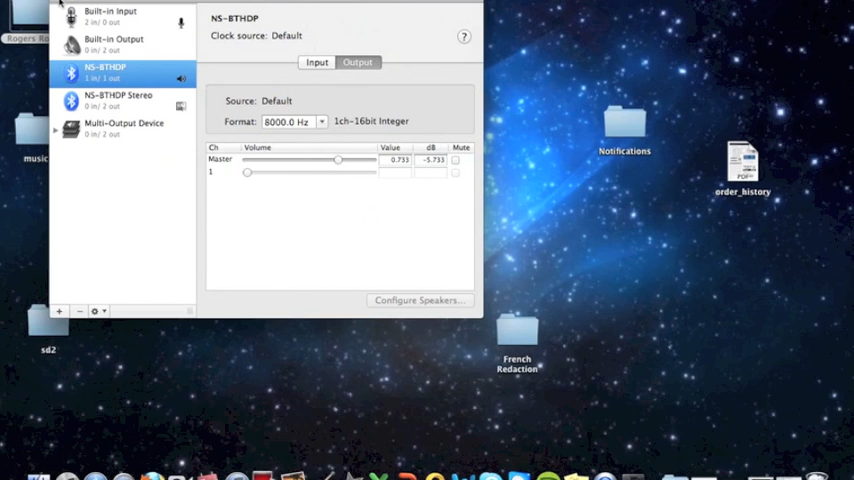 Rogers Ro
music
sd2
Built-in Input
2 in/ 0 out
Built-in Output
0 in/ 2 out
NS-BTHDP
1 in/ 1 out
NS-BTHDP Stereo
0 in/ 2 out
Multi-Output Device
0 in/ 2 out
NS-BTHDP
Clock source: Default
?
Input Output
Source: Default
Format: 8000.0 Hz 1ch-16bit Integer
Ch Volume Value dB Mute
Master 0.733 -5.733
1
Configure Speakers...
Notifications
PDF
order_history
French
Redaction